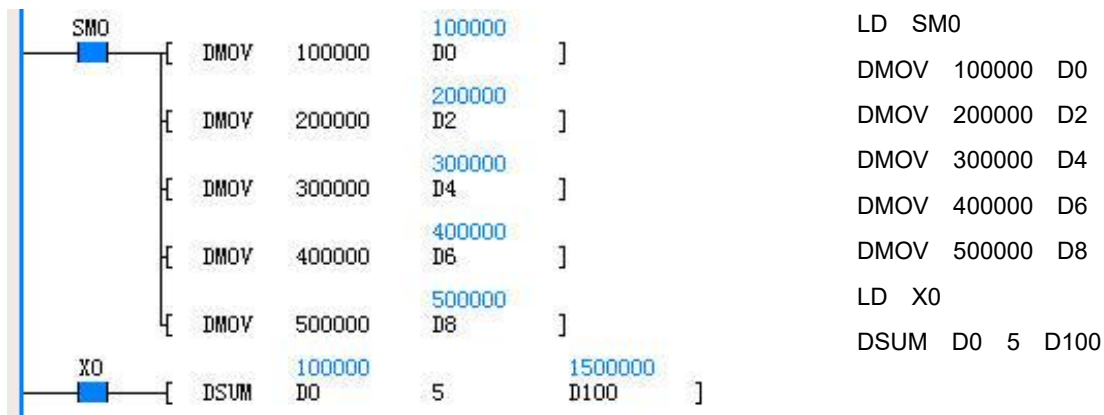 SM0
100000
[ DMOV 100000 D0 ]
200000
[ DMOV 200000 D2 ]
300000
[ DMOV 300000 D4 ]
400000
[ DMOV 400000 D6 ]
500000
[ DMOV 500000 D8 ]
X0
100000 1500000
[ DSUM D0 5 D100 ]
LD SM0
DMOV 100000 D0
DMOV 200000 D2
DMOV 300000 D4
DMOV 400000 D6
DMOV 500000 D8
LD X0
DSUM D0 5 D100